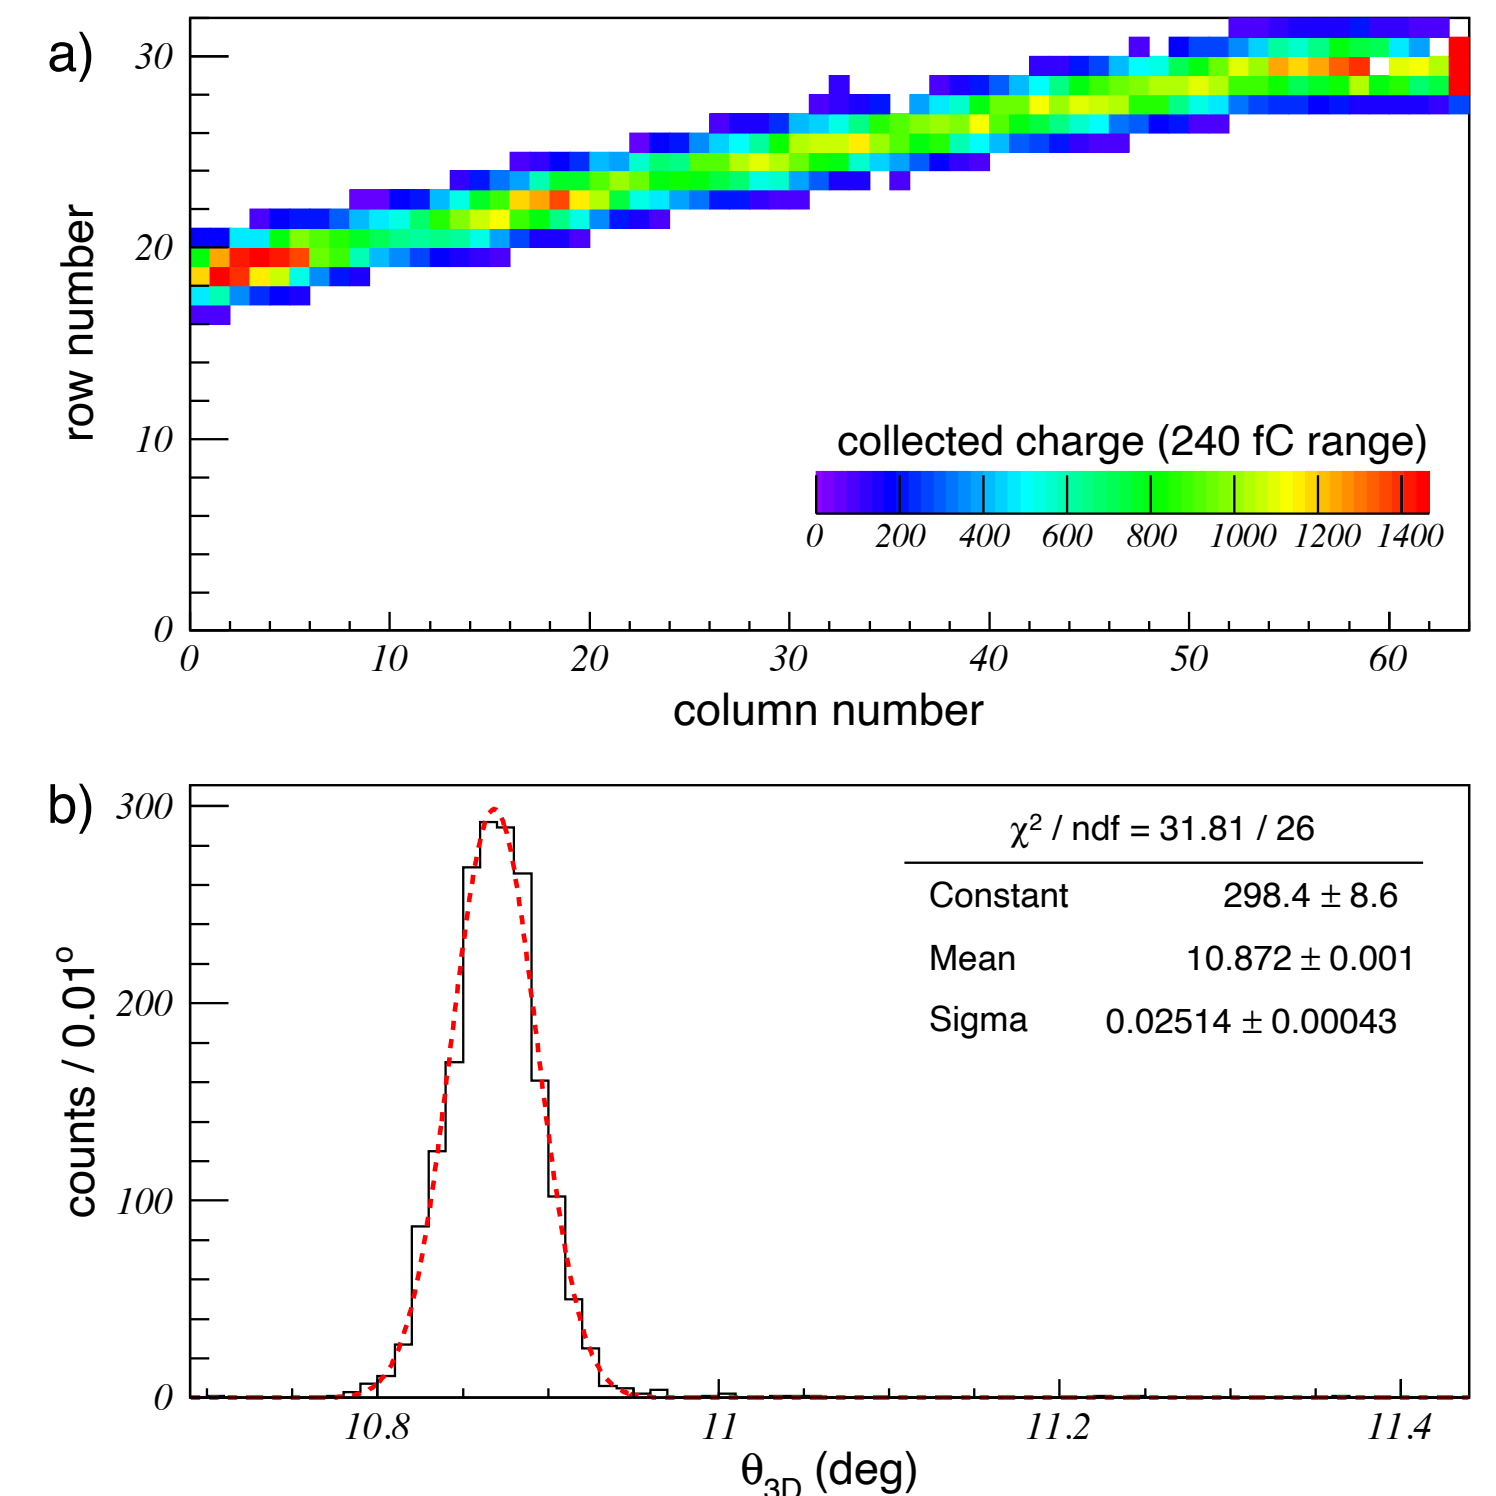 a)
30
20
10
0
row number
collected charge (240 fC range)
0 200 400 600 800 1000 1200 1400
0 10 20 30 40 50 60
column number
b)
300
200
100
0
counts / 0.01°
χ² / ndf = 31.81 / 26
Constant 298.4 ± 8.6
Mean 10.872 ± 0.001
Sigma 0.02514 ± 0.00043
10.8 11 11.2 11.4
θ3D (deg)